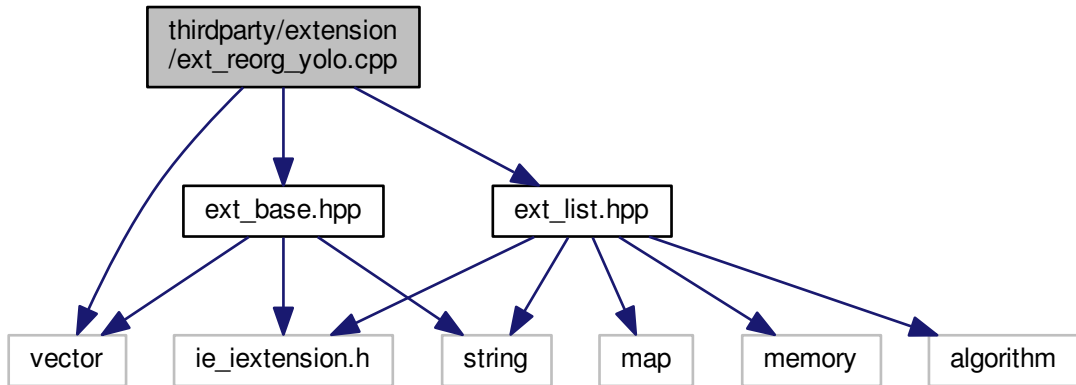 thirdparty/extension
/ext_reorg_yolo.cpp
ext_base.hpp
ext_list.hpp
vector
ie_iextension.h
string
map
memory
algorithm